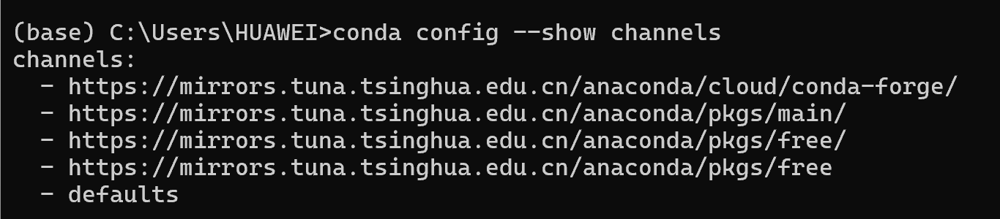 (base) C:\Users\HUAWEI>conda config --show channels
channels:
  - https://mirrors.tuna.tsinghua.edu.cn/anaconda/cloud/conda-forge/
  - https://mirrors.tuna.tsinghua.edu.cn/anaconda/pkgs/main/
  - https://mirrors.tuna.tsinghua.edu.cn/anaconda/pkgs/free/
  - https://mirrors.tuna.tsinghua.edu.cn/anaconda/pkgs/free
  - defaults